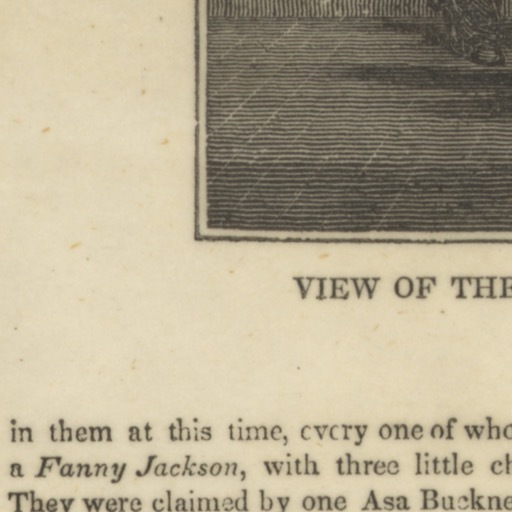 VIEW OF THE
in them at this time, every one of who
a Fanny Jackson, with three little ch
They were claimed by one Asa Buckne